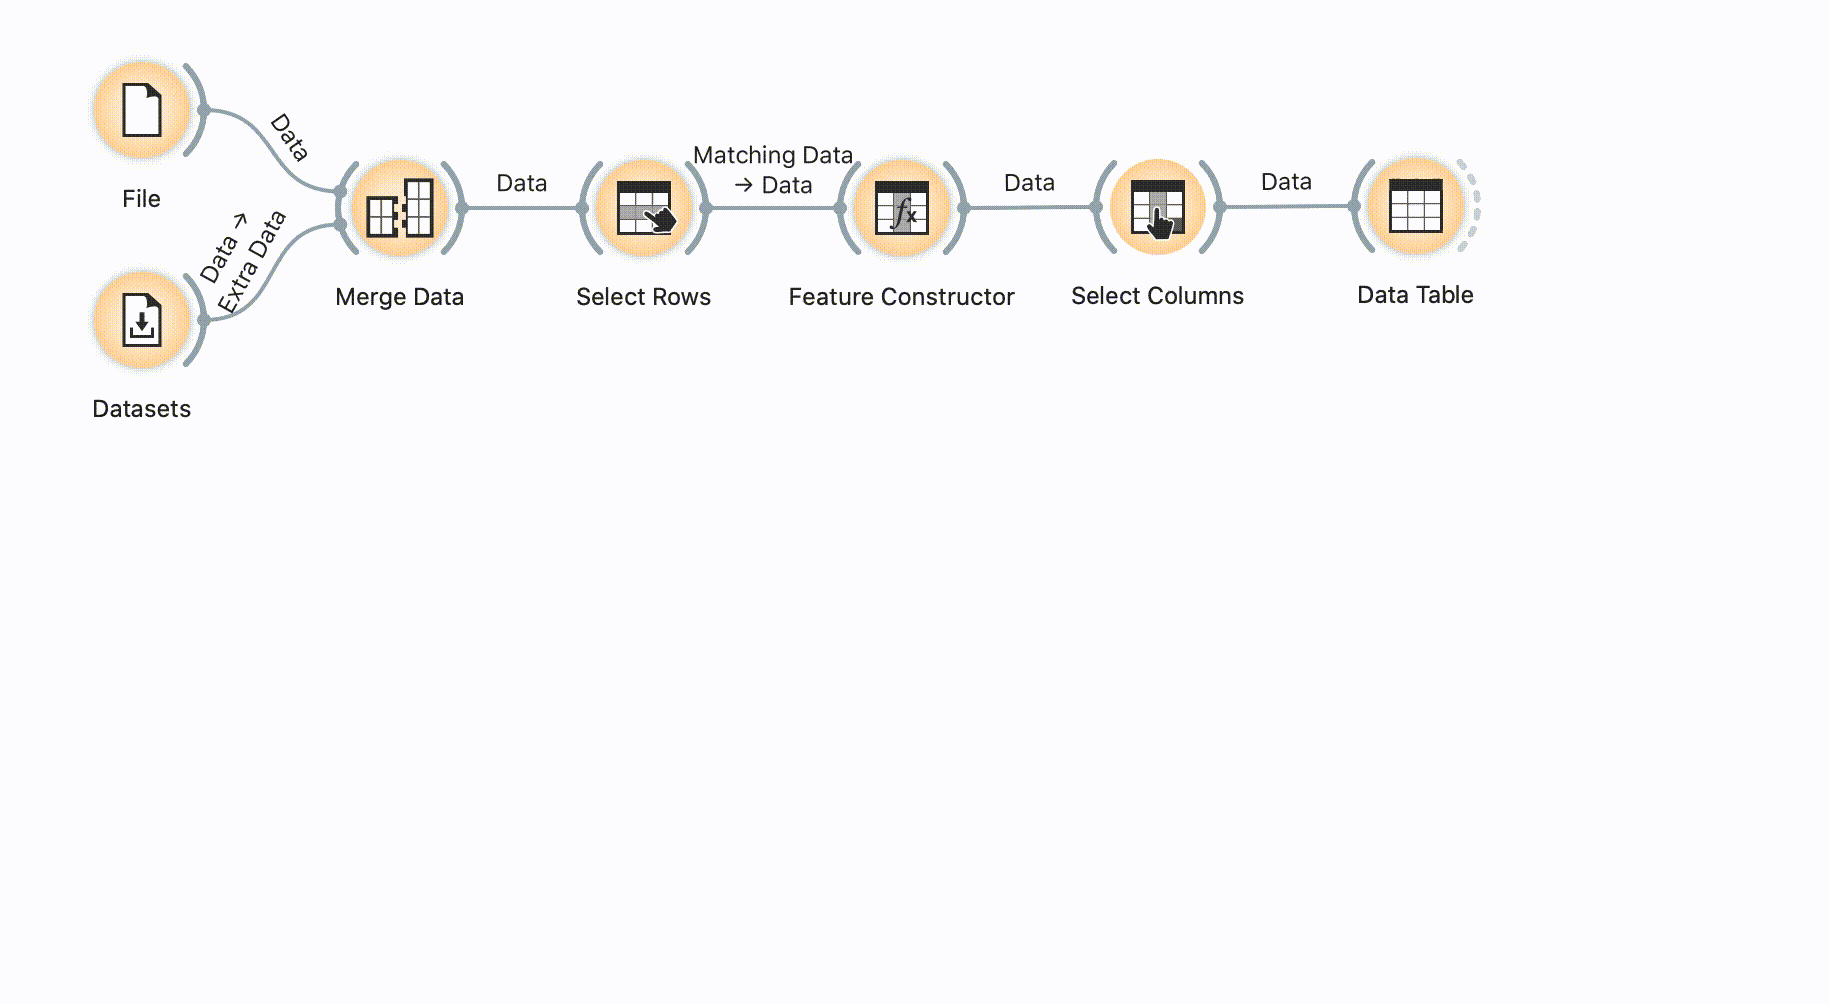 Data
File
Data →
Extra Data
Datasets
Merge Data
Data
Select Rows
Matching Data
→ Data
Feature Constructor
Data
Select Columns
Data
Data Table